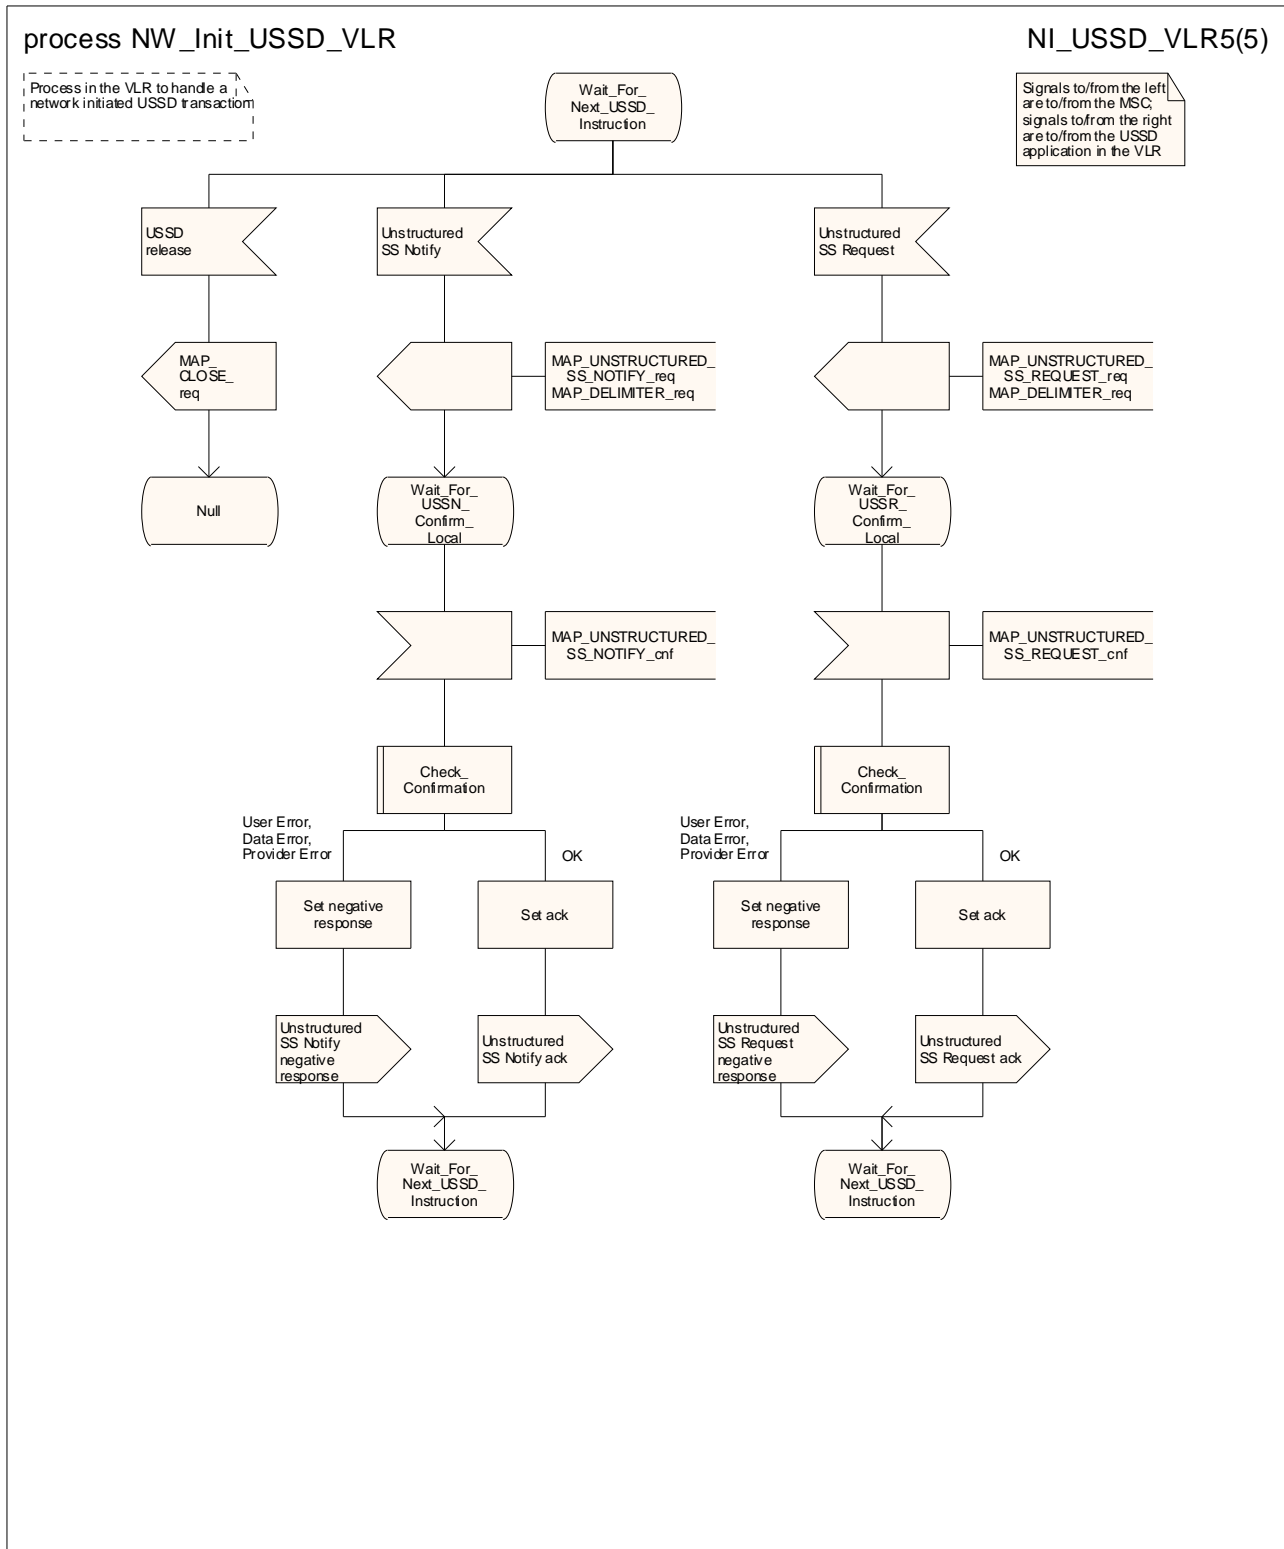 process NW_Init_USSD_VLR
NI_USSD_VLR5(5)
Process in the VLR to handle a
network initiated USSD transaction
Wait_For_
Next_USSD_
Instruction
Signals to/from the left
are to/from the MSC;
signals to/from the right
are to/from the USSD
application in the VLR
USSD
release
Unstructured
SS Notify
Unstructured
SS Request
MAP_
CLOSE_
req
MAP_UNSTRUCTURED_
SS_NOTIFY_req
MAP_DELIMITER_req
MAP_UNSTRUCTURED_
SS_REQUEST_req
MAP_DELIMITER_req
Null
Wait_For_
USSN_
Confirm_
Local
Wait_For_
USSR_
Confirm_
Local
MAP_UNSTRUCTURED_
SS_NOTIFY_cnf
MAP_UNSTRUCTURED_
SS_REQUEST_cnf
Check_
Confirmation
Check_
Confirmation
User Error,
Data Error,
Provider Error
OK
User Error,
Data Error,
Provider Error
OK
Set negative
response
Set ack
Set negative
response
Set ack
Unstructured
SS Notify
negative
response
Unstructured
SS Notify ack
Unstructured
SS Request
negative
response
Unstructured
SS Request ack
Wait_For_
Next_USSD_
Instruction
Wait_For_
Next_USSD_
Instruction